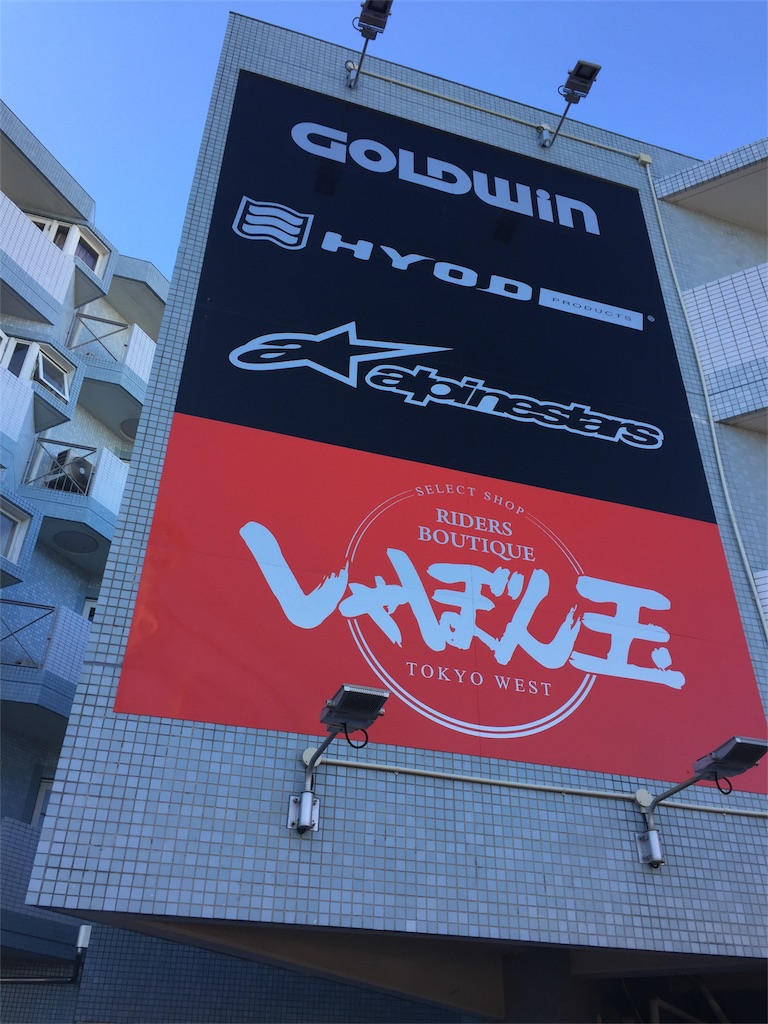 GOLDWIN
HYOD PRODUCTS ®
a alpinestars
SELECT SHOP
RIDERS
BOUTIQUE
しゃぼん玉
TOKYO WEST